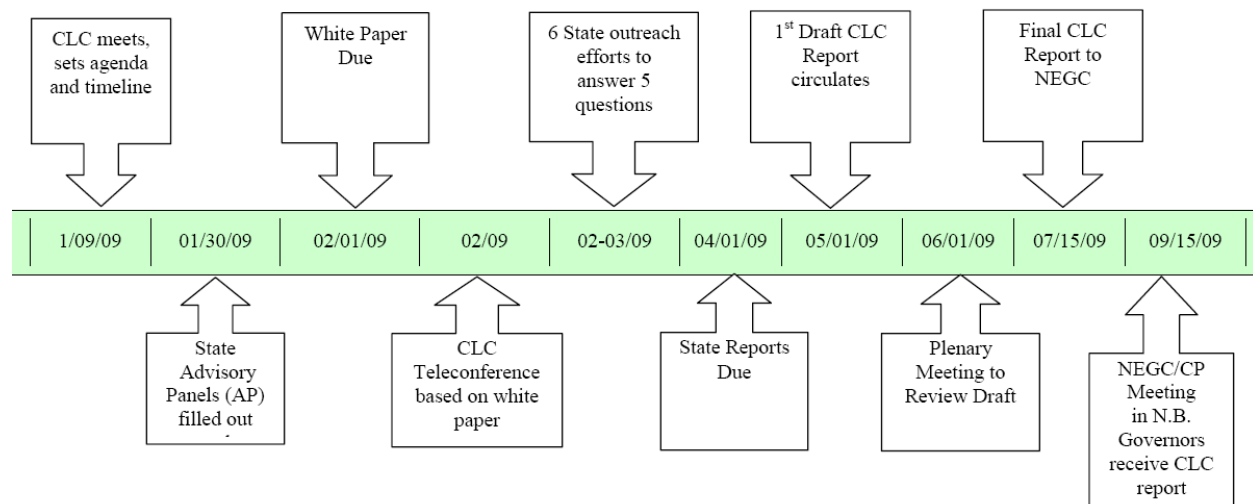 CLC meets,
sets agenda
and timeline
White Paper
Due
6 State outreach
efforts to
answer 5
questions
1st Draft CLC
Report
circulates
Final CLC
Report to
NEGC
1/09/09
01/30/09
02/01/09
02/09
02-03/09
04/01/09
05/01/09
06/01/09
07/15/09
09/15/09
State
Advisory
Panels (AP)
filled out
CLC
Teleconference
based on white
paper
State Reports
Due
Plenary
Meeting to
Review Draft
NEGC/CP
Meeting
in N.B.
Governors
receive CLC
report